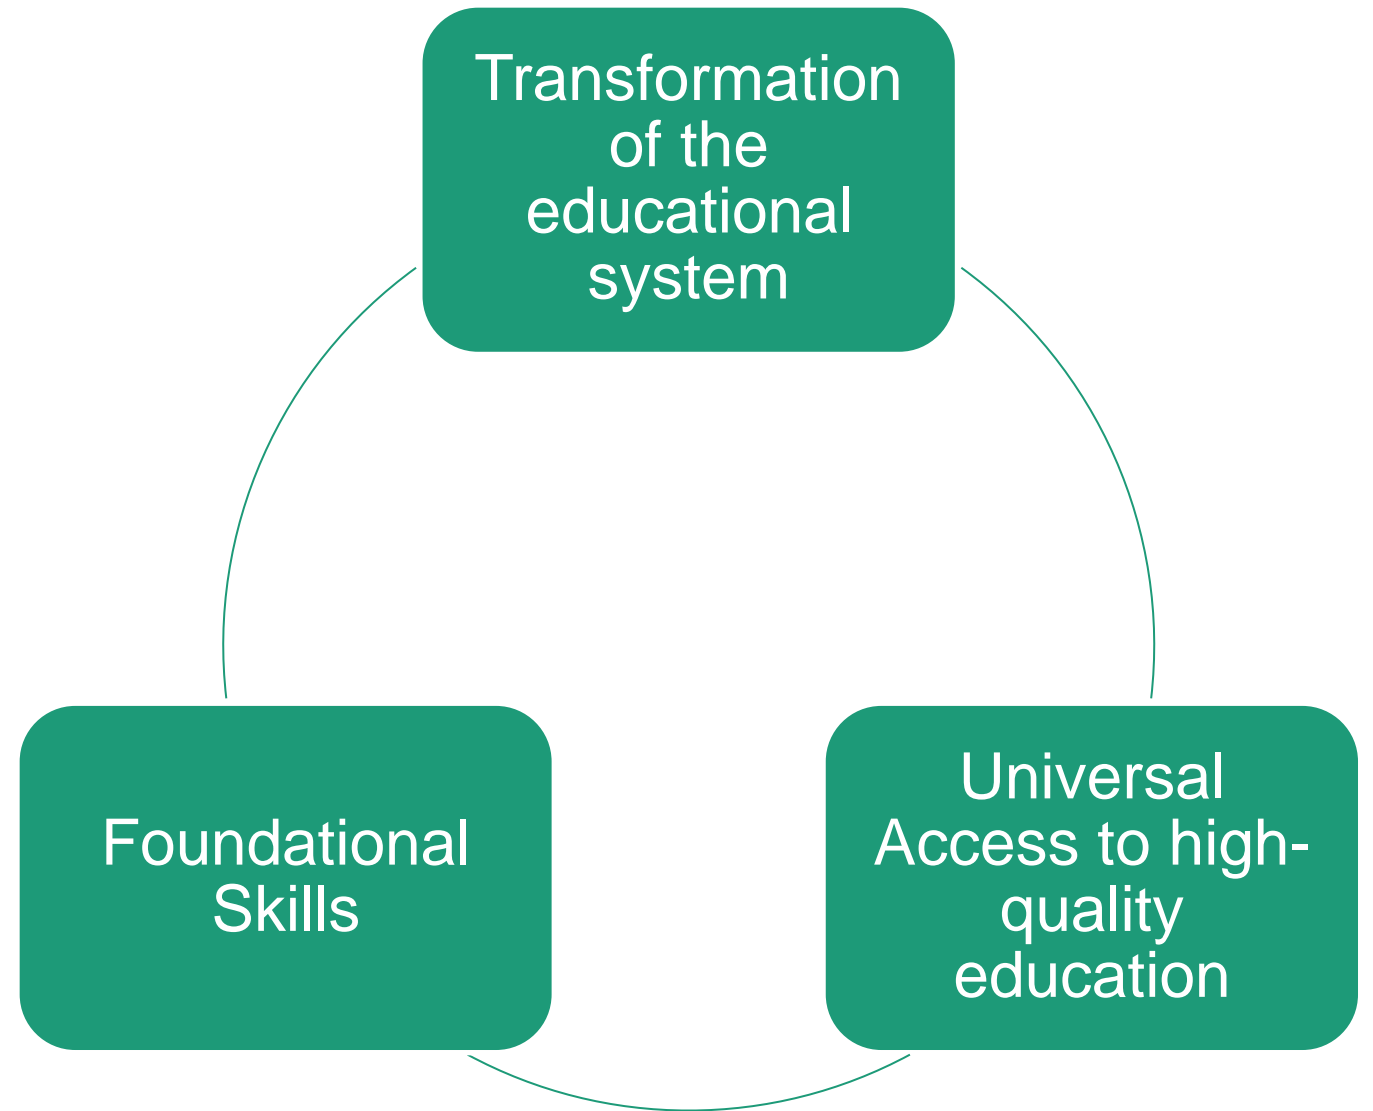 Transformation
of the
educational
system
Foundational
Skills
Universal
Access to high-
quality
education